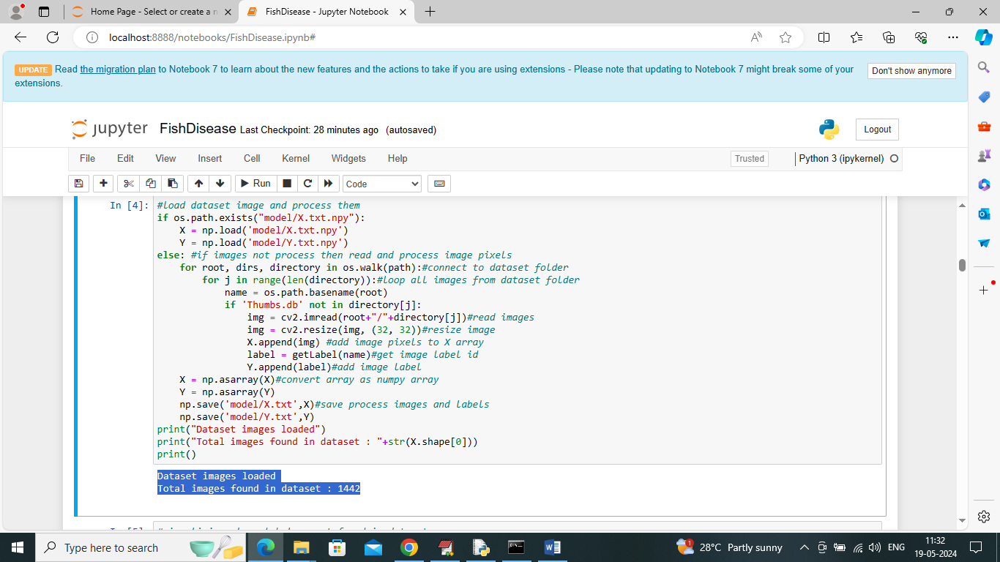 Home Page - Select or create a n
FishDisease - Jupyter Notebook
localhost:8888/notebooks/FishDisease.ipynb#
UPDATE Read the migration plan to Notebook 7 to learn about the new features and the actions to take if you are using extensions - Please note that updating to Notebook 7 might break some of your
extensions.
Don't show anymore
jupyter FishDisease Last Checkpoint: 28 minutes ago (autosaved)
Logout
File Edit View Insert Cell Kernel Widgets Help
Trusted
Python 3 (ipykernel)
Run
Code
In [4]: #load dataset image and process them
if os.path.exists("model/X.txt.npy"):
    X = np.load('model/X.txt.npy')
    Y = np.load('model/Y.txt.npy')
else: #if images not process then read and process image pixels
    for root, dirs, directory in os.walk(path):#connect to dataset folder
        for j in range(len(directory)):#loop all images from dataset folder
            name = os.path.basename(root)
            if 'Thumbs.db' not in directory[j]:
                img = cv2.imread(root+"/"+directory[j])#read images
                img = cv2.resize(img, (32, 32))#resize image
                X.append(img) #add image pixels to X array
                label = getLabel(name)#get image label id
                Y.append(label)#add image label
    X = np.asarray(X)#convert array as numpy array
    Y = np.asarray(Y)
    np.save('model/X.txt',X)#save process images and labels
    np.save('model/Y.txt',Y)
print("Dataset images loaded")
print("Total images found in dataset : "+str(X.shape[0]))
print()
Dataset images loaded
Total images found in dataset : 1442
Type here to search
28°C Partly sunny
ENG
11:32
19-05-2024